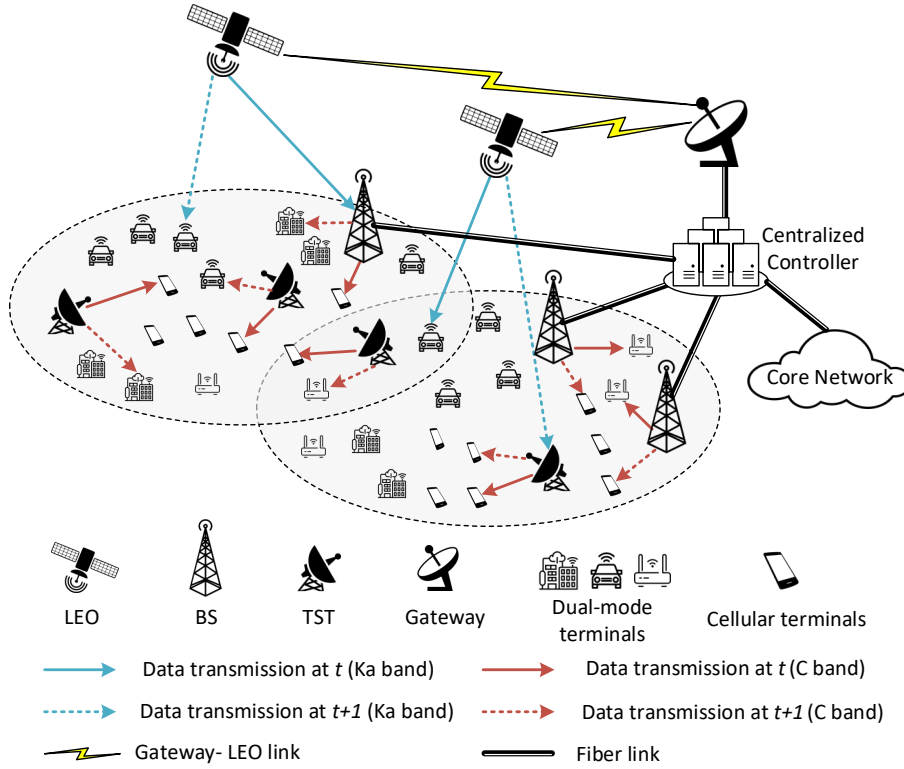 Centralized
Controller
Core Network
LEO
BS
TST
Gateway
Dual-mode
terminals
Cellular terminals
Data transmission at t (Ka band)
Data transmission at t (C band)
Data transmission at t+1 (Ka band)
Data transmission at t+1 (C band)
Gateway- LEO link
Fiber link